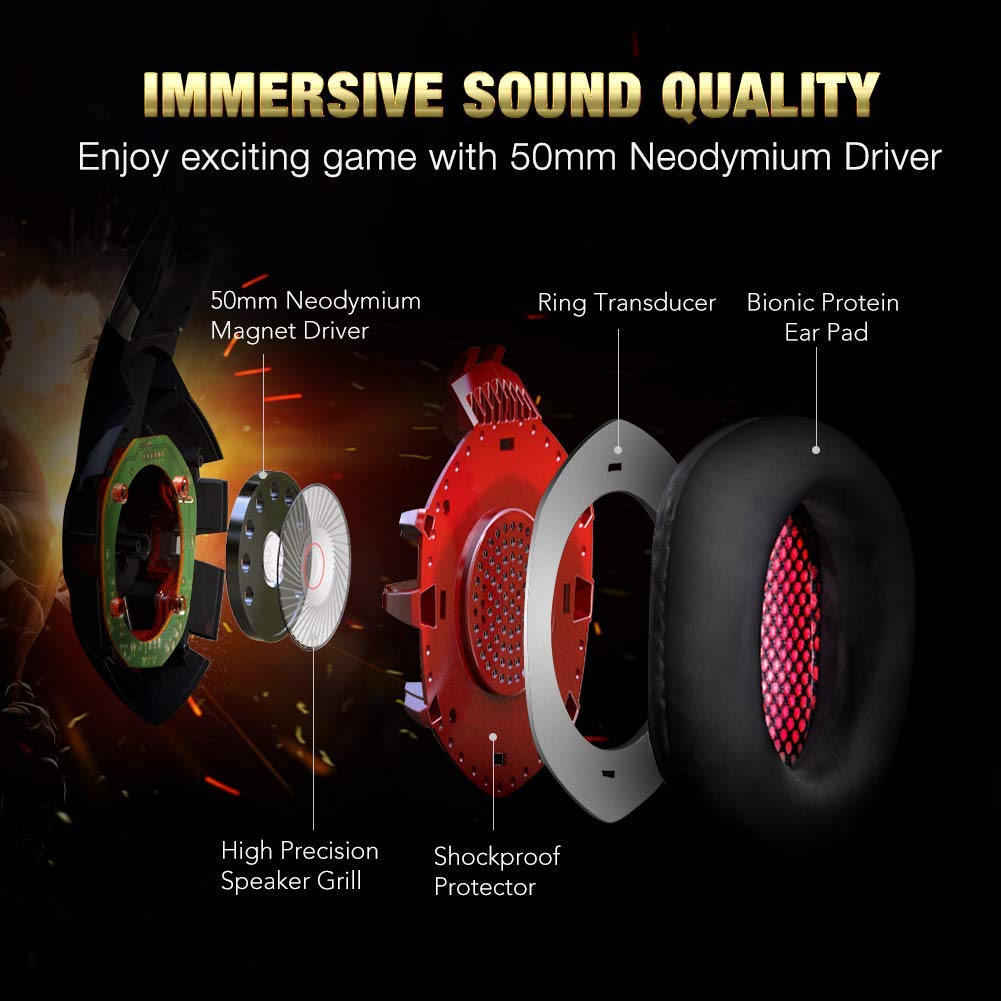 IMMERSIVE SOUND QUALITY
Enjoy exciting game with 50mm Neodymium Driver
50mm Neodymium
Magnet Driver
Ring Transducer
Bionic Protein
Ear Pad
High Precision
Speaker Grill
Shockproof
Protector